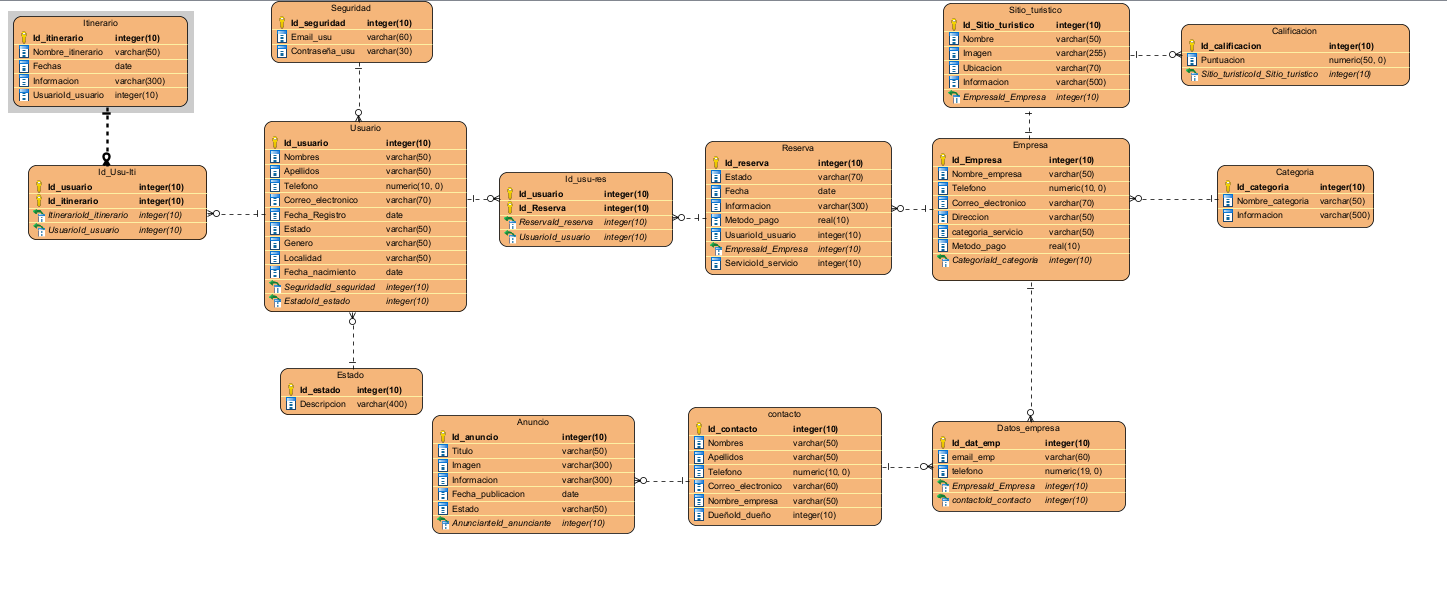 Itinerario
Id_itinerario integer(10)
Nombre_itinerario varchar(50)
Fechas date
Informacion varchar(300)
UsuarioId_usuario integer(10)
Seguridad
Id_seguridad integer(10)
Email_usu varchar(60)
Contraseña_usu varchar(30)
Sitio_turistico
Id_Sitio_turistico integer(10)
Nombre varchar(50)
Imagen varchar(255)
Ubicacion varchar(70)
Informacion varchar(500)
EmpresaId_Empresa integer(10)
Calificacion
Id_calificacion integer(10)
Puntuacion numeric(50, 0)
Sitio_turisticoId_Sitio_turistico integer(10)
Id_Usu-Iti
Id_usuario integer(10)
Id_itinerario integer(10)
ItinerarioId_itinerario integer(10)
UsuarioId_usuario integer(10)
Usuario
Id_usuario integer(10)
Nombres varchar(50)
Apellidos varchar(50)
Telefono numeric(10, 0)
Correo_electronico varchar(70)
Fecha_Registro date
Estado varchar(50)
Genero varchar(50)
Localidad varchar(50)
Fecha_nacimiento date
SeguridadId_seguridad integer(10)
EstadoId_estado integer(10)
Id_usu-res
Id_usuario integer(10)
Id_Reserva integer(10)
ReservaId_reserva integer(10)
UsuarioId_usuario integer(10)
Reserva
Id_reserva integer(10)
Estado varchar(70)
Fecha date
Informacion varchar(300)
Metodo_pago real(10)
UsuarioId_usuario integer(10)
EmpresaId_Empresa integer(10)
ServicioId_servicio integer(10)
Empresa
Id_Empresa integer(10)
Nombre_empresa varchar(50)
Telefono numeric(10, 0)
Correo_electronico varchar(70)
Direccion varchar(50)
categoria_servicio varchar(50)
Metodo_pago real(10)
CategoriaId_categoria integer(10)
Categoria
Id_categoria integer(10)
Nombre_categoria varchar(50)
Informacion varchar(500)
Estado
Id_estado integer(10)
Descripcion varchar(400)
Anuncio
Id_anuncio integer(10)
Titulo varchar(50)
Imagen varchar(300)
Informacion varchar(300)
Fecha_publicacion date
Estado varchar(50)
AnuncianteId_anunciante integer(10)
contacto
Id_contacto integer(10)
Nombres varchar(50)
Apellidos varchar(50)
Telefono numeric(10, 0)
Correo_electronico varchar(60)
Nombre_empresa varchar(50)
DueñoId_dueño integer(10)
Datos_empresa
Id_dat_emp integer(10)
email_emp varchar(60)
telefono numeric(19, 0)
EmpresaId_Empresa integer(10)
contactoId_contacto integer(10)